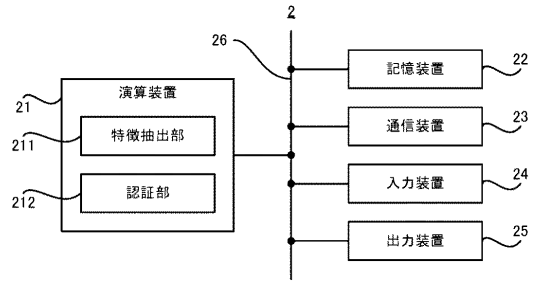 2
26
演算装置
21
特徴抽出部
211
認証部
212
記憶装置
22
通信装置
23
入力装置
24
出力装置
25